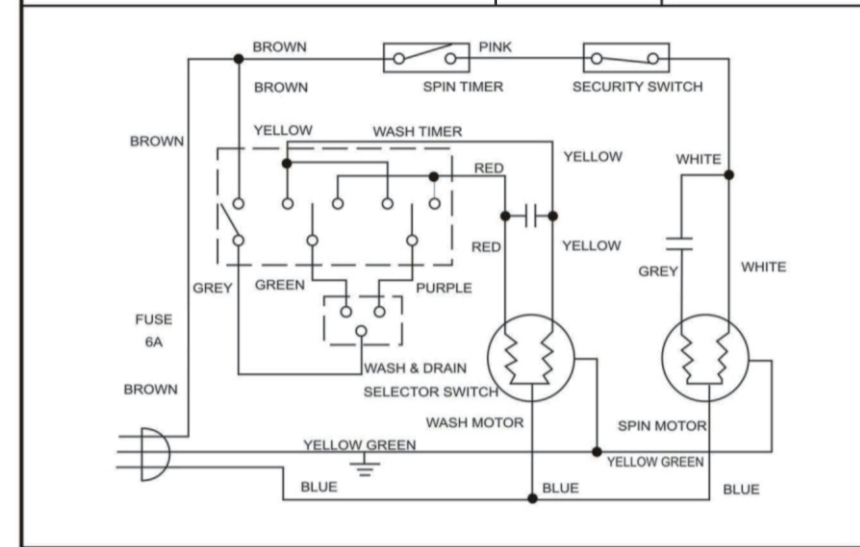 BROWN
PINK
BROWN
SPIN TIMER
SECURITY SWITCH
BROWN
YELLOW
WASH TIMER
YELLOW
WHITE
RED
RED
YELLOW
GREY
WHITE
GREY
GREEN
PURPLE
FUSE
6A
WASH & DRAIN
SELECTOR SWITCH
BROWN
WASH MOTOR
SPIN MOTOR
YELLOW GREEN
YELLOW GREEN
BLUE
BLUE
BLUE